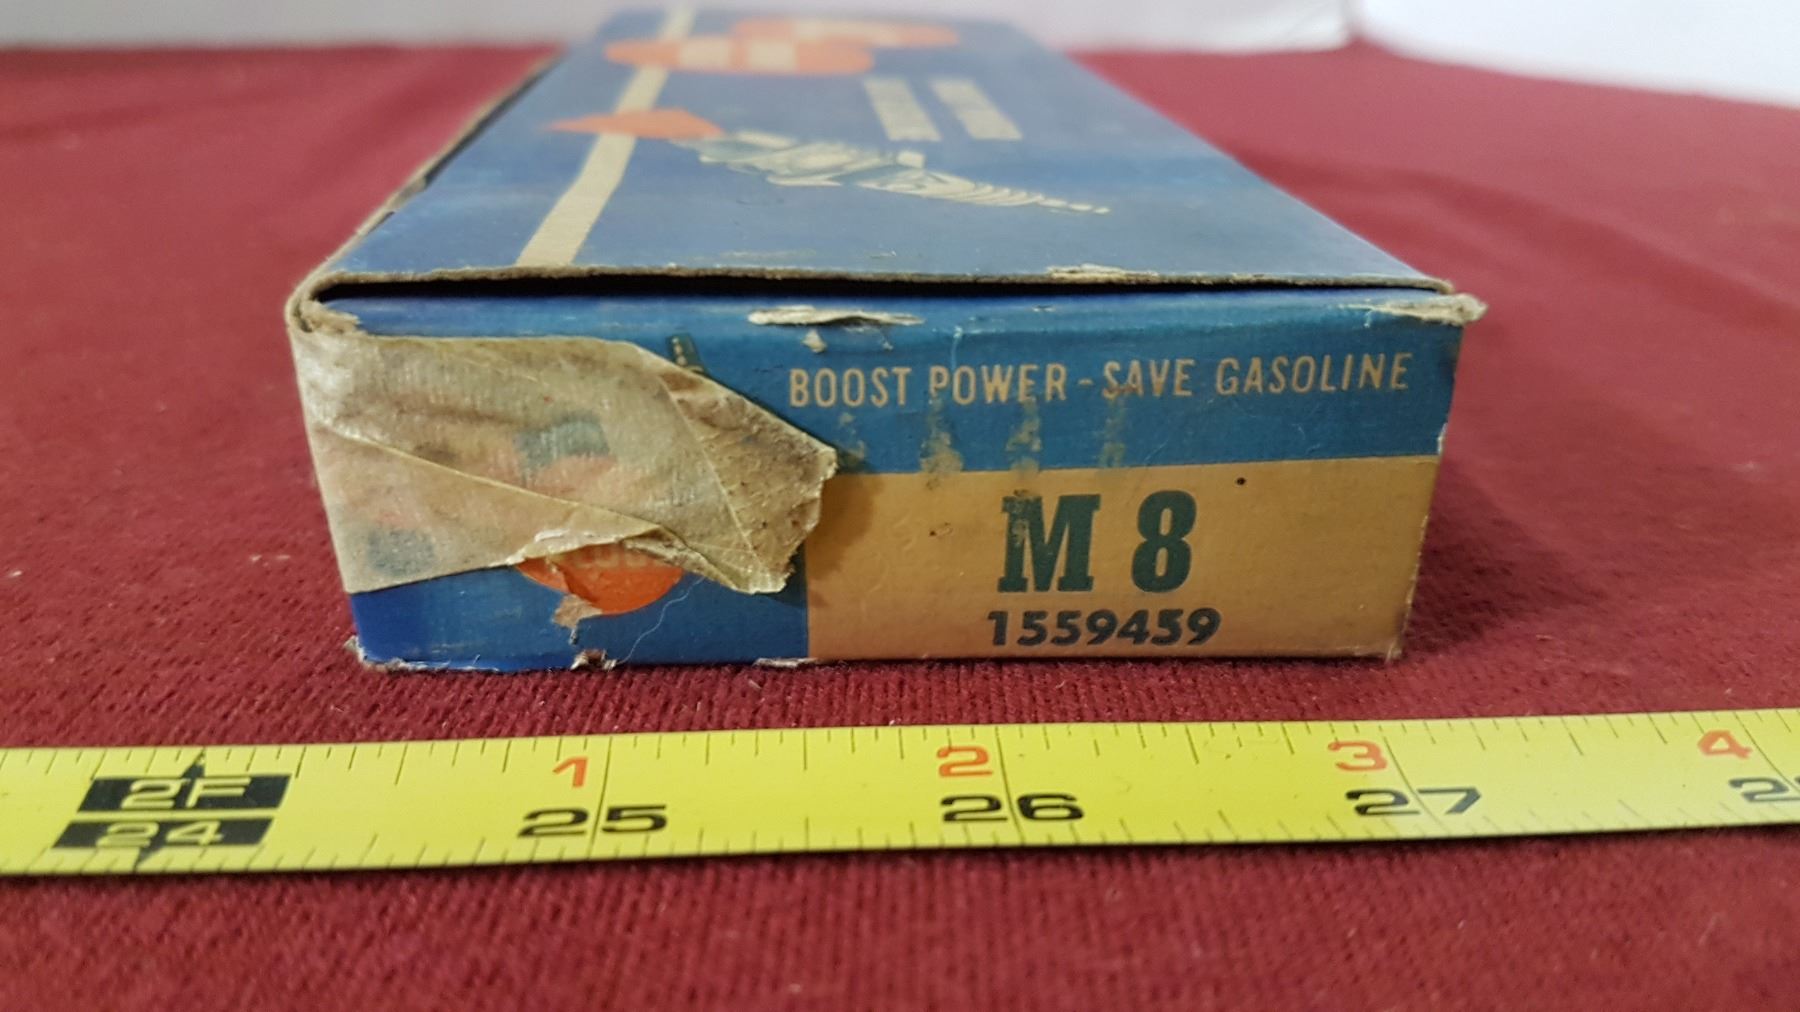 BOOST POWER - SAVE GASOLINE
M 8
1559459
1 2 3 4
2F 25 26 27
24